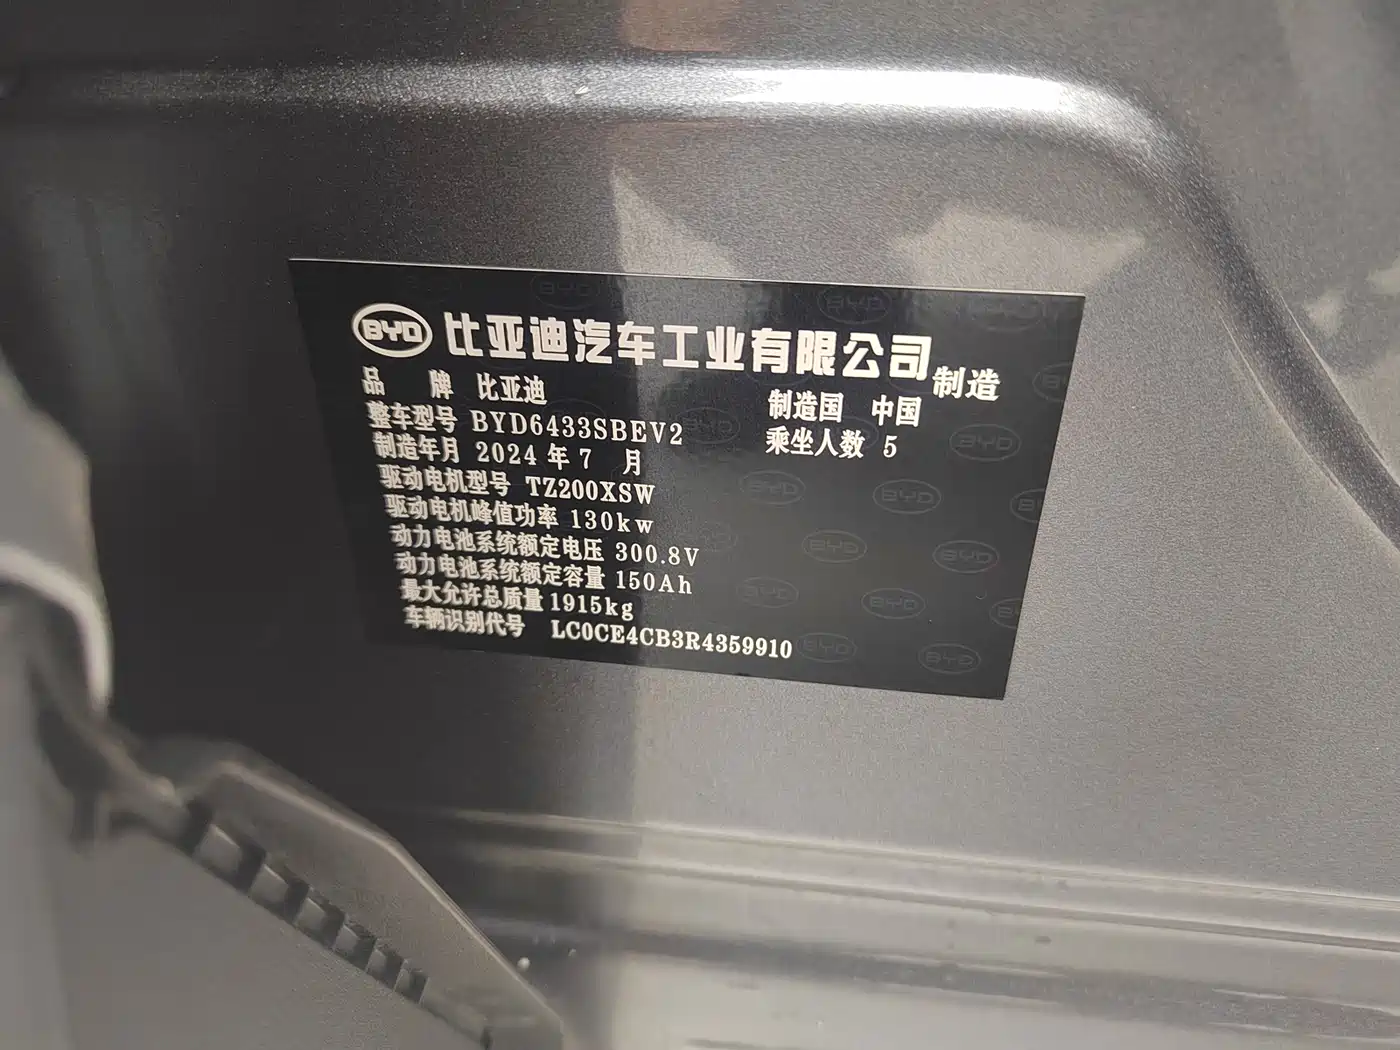 BYD 比亚迪汽车工业有限公司 制造
品 牌 比亚迪 制造国 中国
整车型号 BYD6433SBEV2 乘坐人数 5
制造年月 2024 年 7 月
驱动电机型号 TZ200XSW
驱动电机峰值功率 130kw
动力电池系统额定电压 300.8V
动力电池系统额定容量 150Ah
最大允许总质量 1915kg
车辆识别代号 LC0CE4CB3R4359910